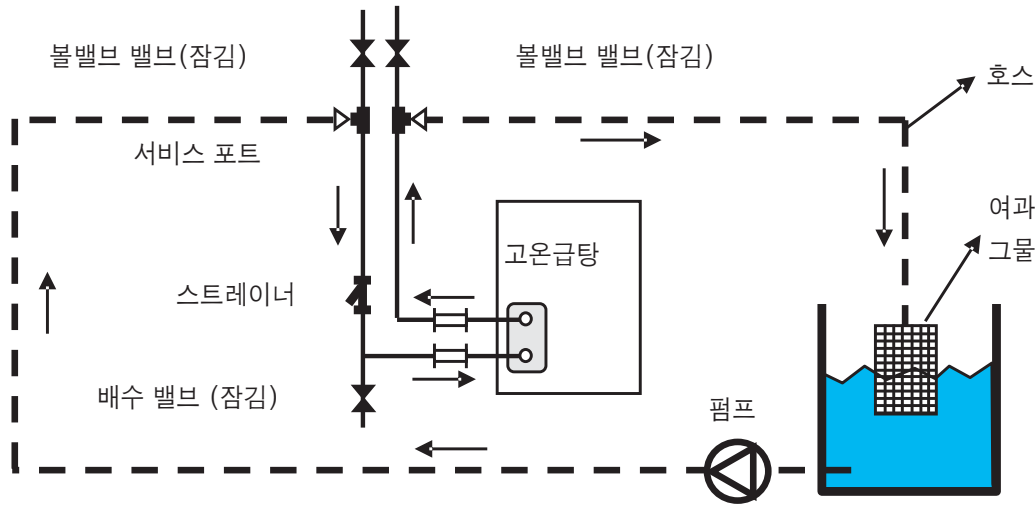 볼밸브 밸브(잠김)
볼밸브 밸브(잠김)
호스
서비스 포트
여과
그물
고온급탕
스트레이너
배수 밸브 (잠김)
펌프